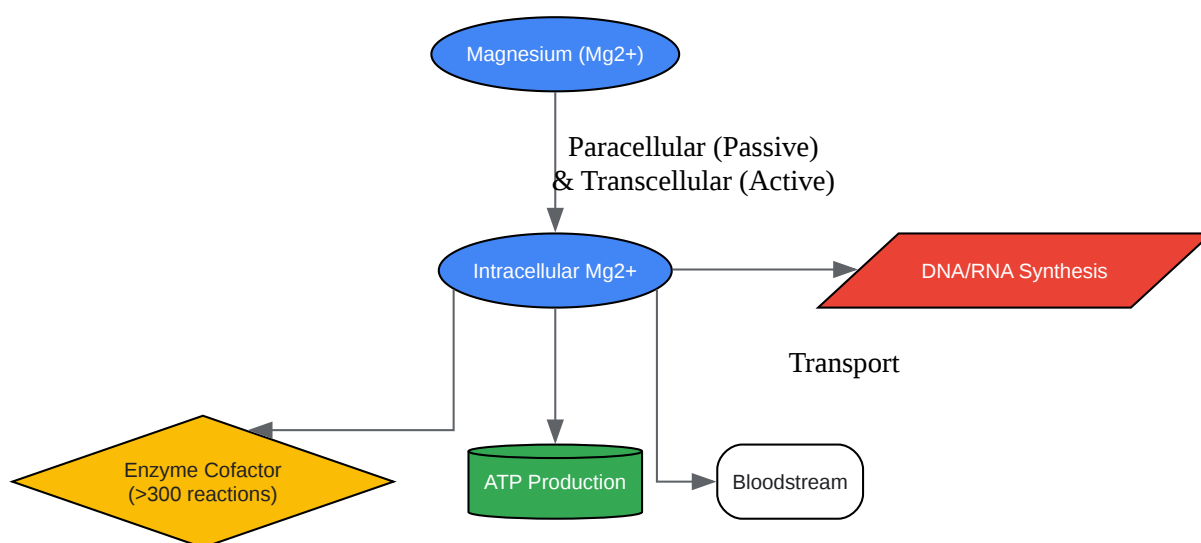 Magnesium (Mg2+)
Paracellular (Passive)
& Transcellular (Active)
Intracellular Mg2+
DNA/RNA Synthesis
Transport
Enzyme Cofactor
(>300 reactions)
ATP Production
Bloodstream